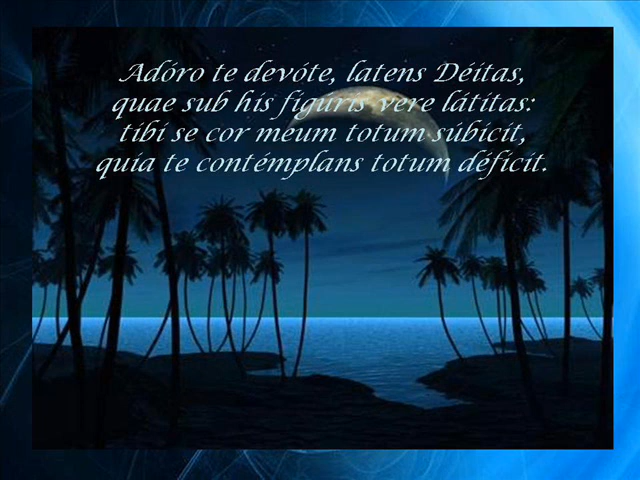 Adóro te devóte, latens Déitas,
quae sub his figúris vere látitas:
tibi se cor meum totum súbicit,
quia te contémplans totum déficit.